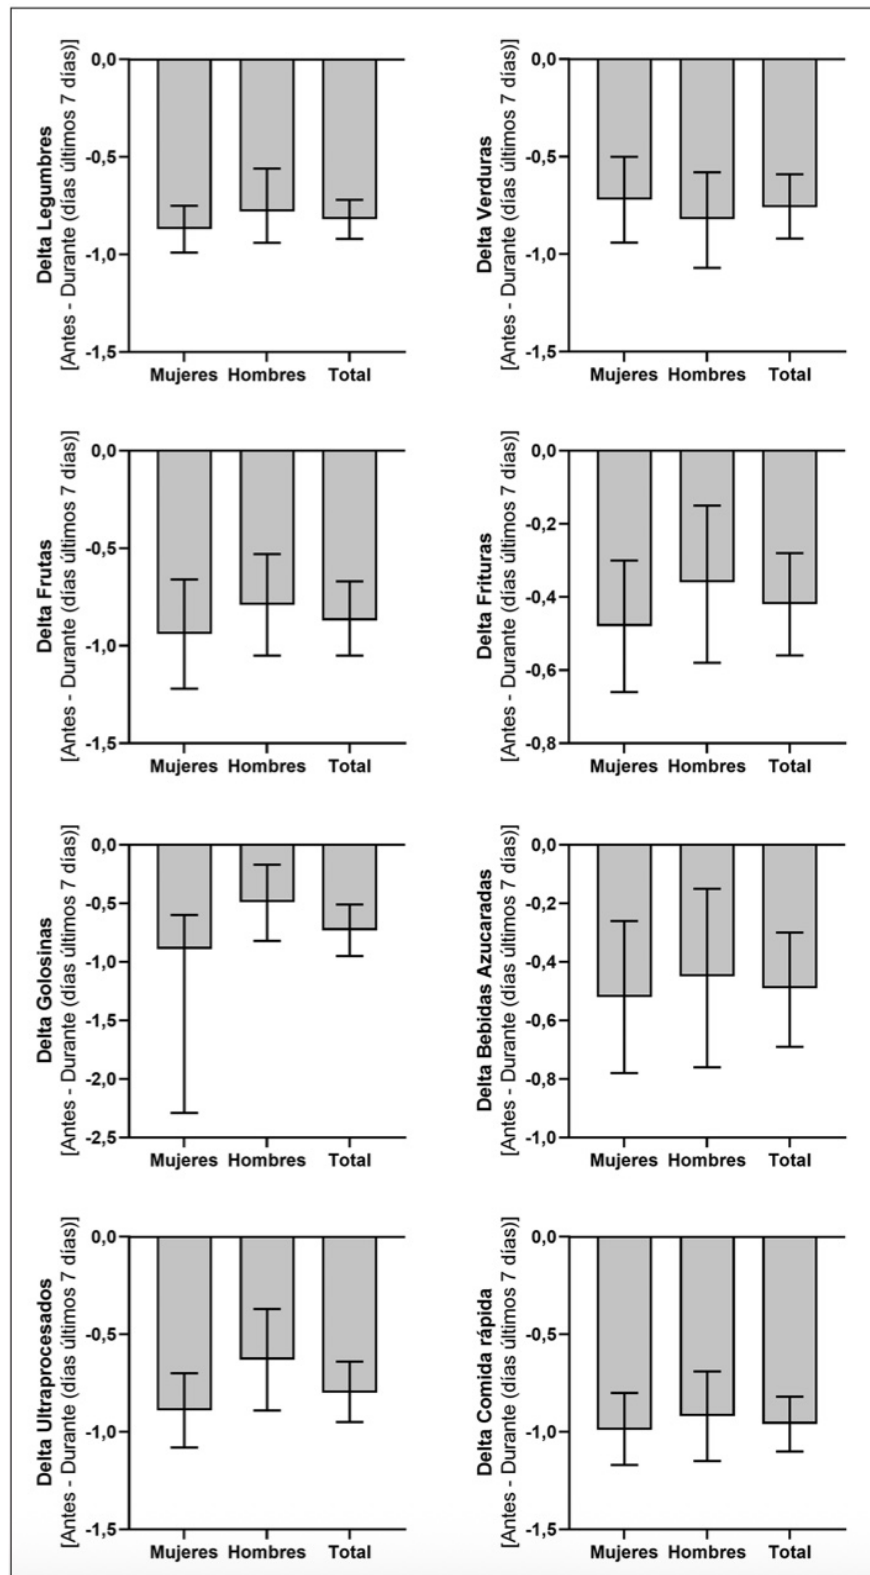 Delta Legumbres
[Antes - Durante (días últimos 7 días)]
0,0
-0,5
-1,0
-1,5
Mujeres Hombres Total
Delta Verduras
[Antes - Durante (días últimos 7 días)]
0,0
-0,5
-1,0
-1,5
Mujeres Hombres Total
Delta Frutas
[Antes - Durante (días últimos 7 días)]
0,0
-0,5
-1,0
-1,5
Mujeres Hombres Total
Delta Frituras
[Antes - Durante (días últimos 7 días)]
0,0
-0,2
-0,4
-0,6
-0,8
Mujeres Hombres Total
Delta Golosinas
[Antes - Durante (días últimos 7 días)]
0,0
-0,5
-1,0
-1,5
-2,0
-2,5
Mujeres Hombres Total
Delta Bebidas Azucaradas
[Antes - Durante (días últimos 7 días)]
0,0
-0,2
-0,4
-0,6
-0,8
-1,0
Mujeres Hombres Total
Delta Ultraprocesados
[Antes - Durante (días últimos 7 días)]
0,0
-0,5
-1,0
-1,5
Mujeres Hombres Total
Delta Comida rápida
[Antes - Durante (días últimos 7 días)]
0,0
-0,5
-1,0
-1,5
Mujeres Hombres Total